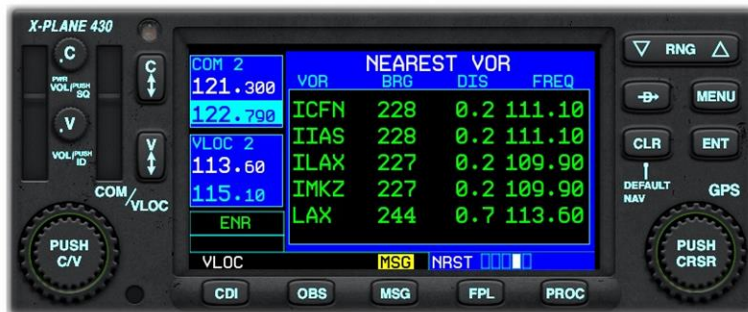 X-PLANE 430
C
PWR
VOL/PUSH
SQ
V
VOL/PUSH
ID
COM/VLOC
PUSH
C/V
C
V
COM 2
121.300
122.790
VLOC 2
113.60
115.10
ENR
VLOC
NEAREST VOR
VOR BRG DIS FREQ
ICFN 228 0.2 111.10
IIAS 228 0.2 111.10
ILAX 227 0.2 109.90
IMKZ 227 0.2 109.90
LAX 244 0.7 113.60
MSG NRST
CDI OBS MSG FPL PROC
RNG
D MENU
CLR ENT
DEFAULT
NAV
GPS
PUSH
CRSR